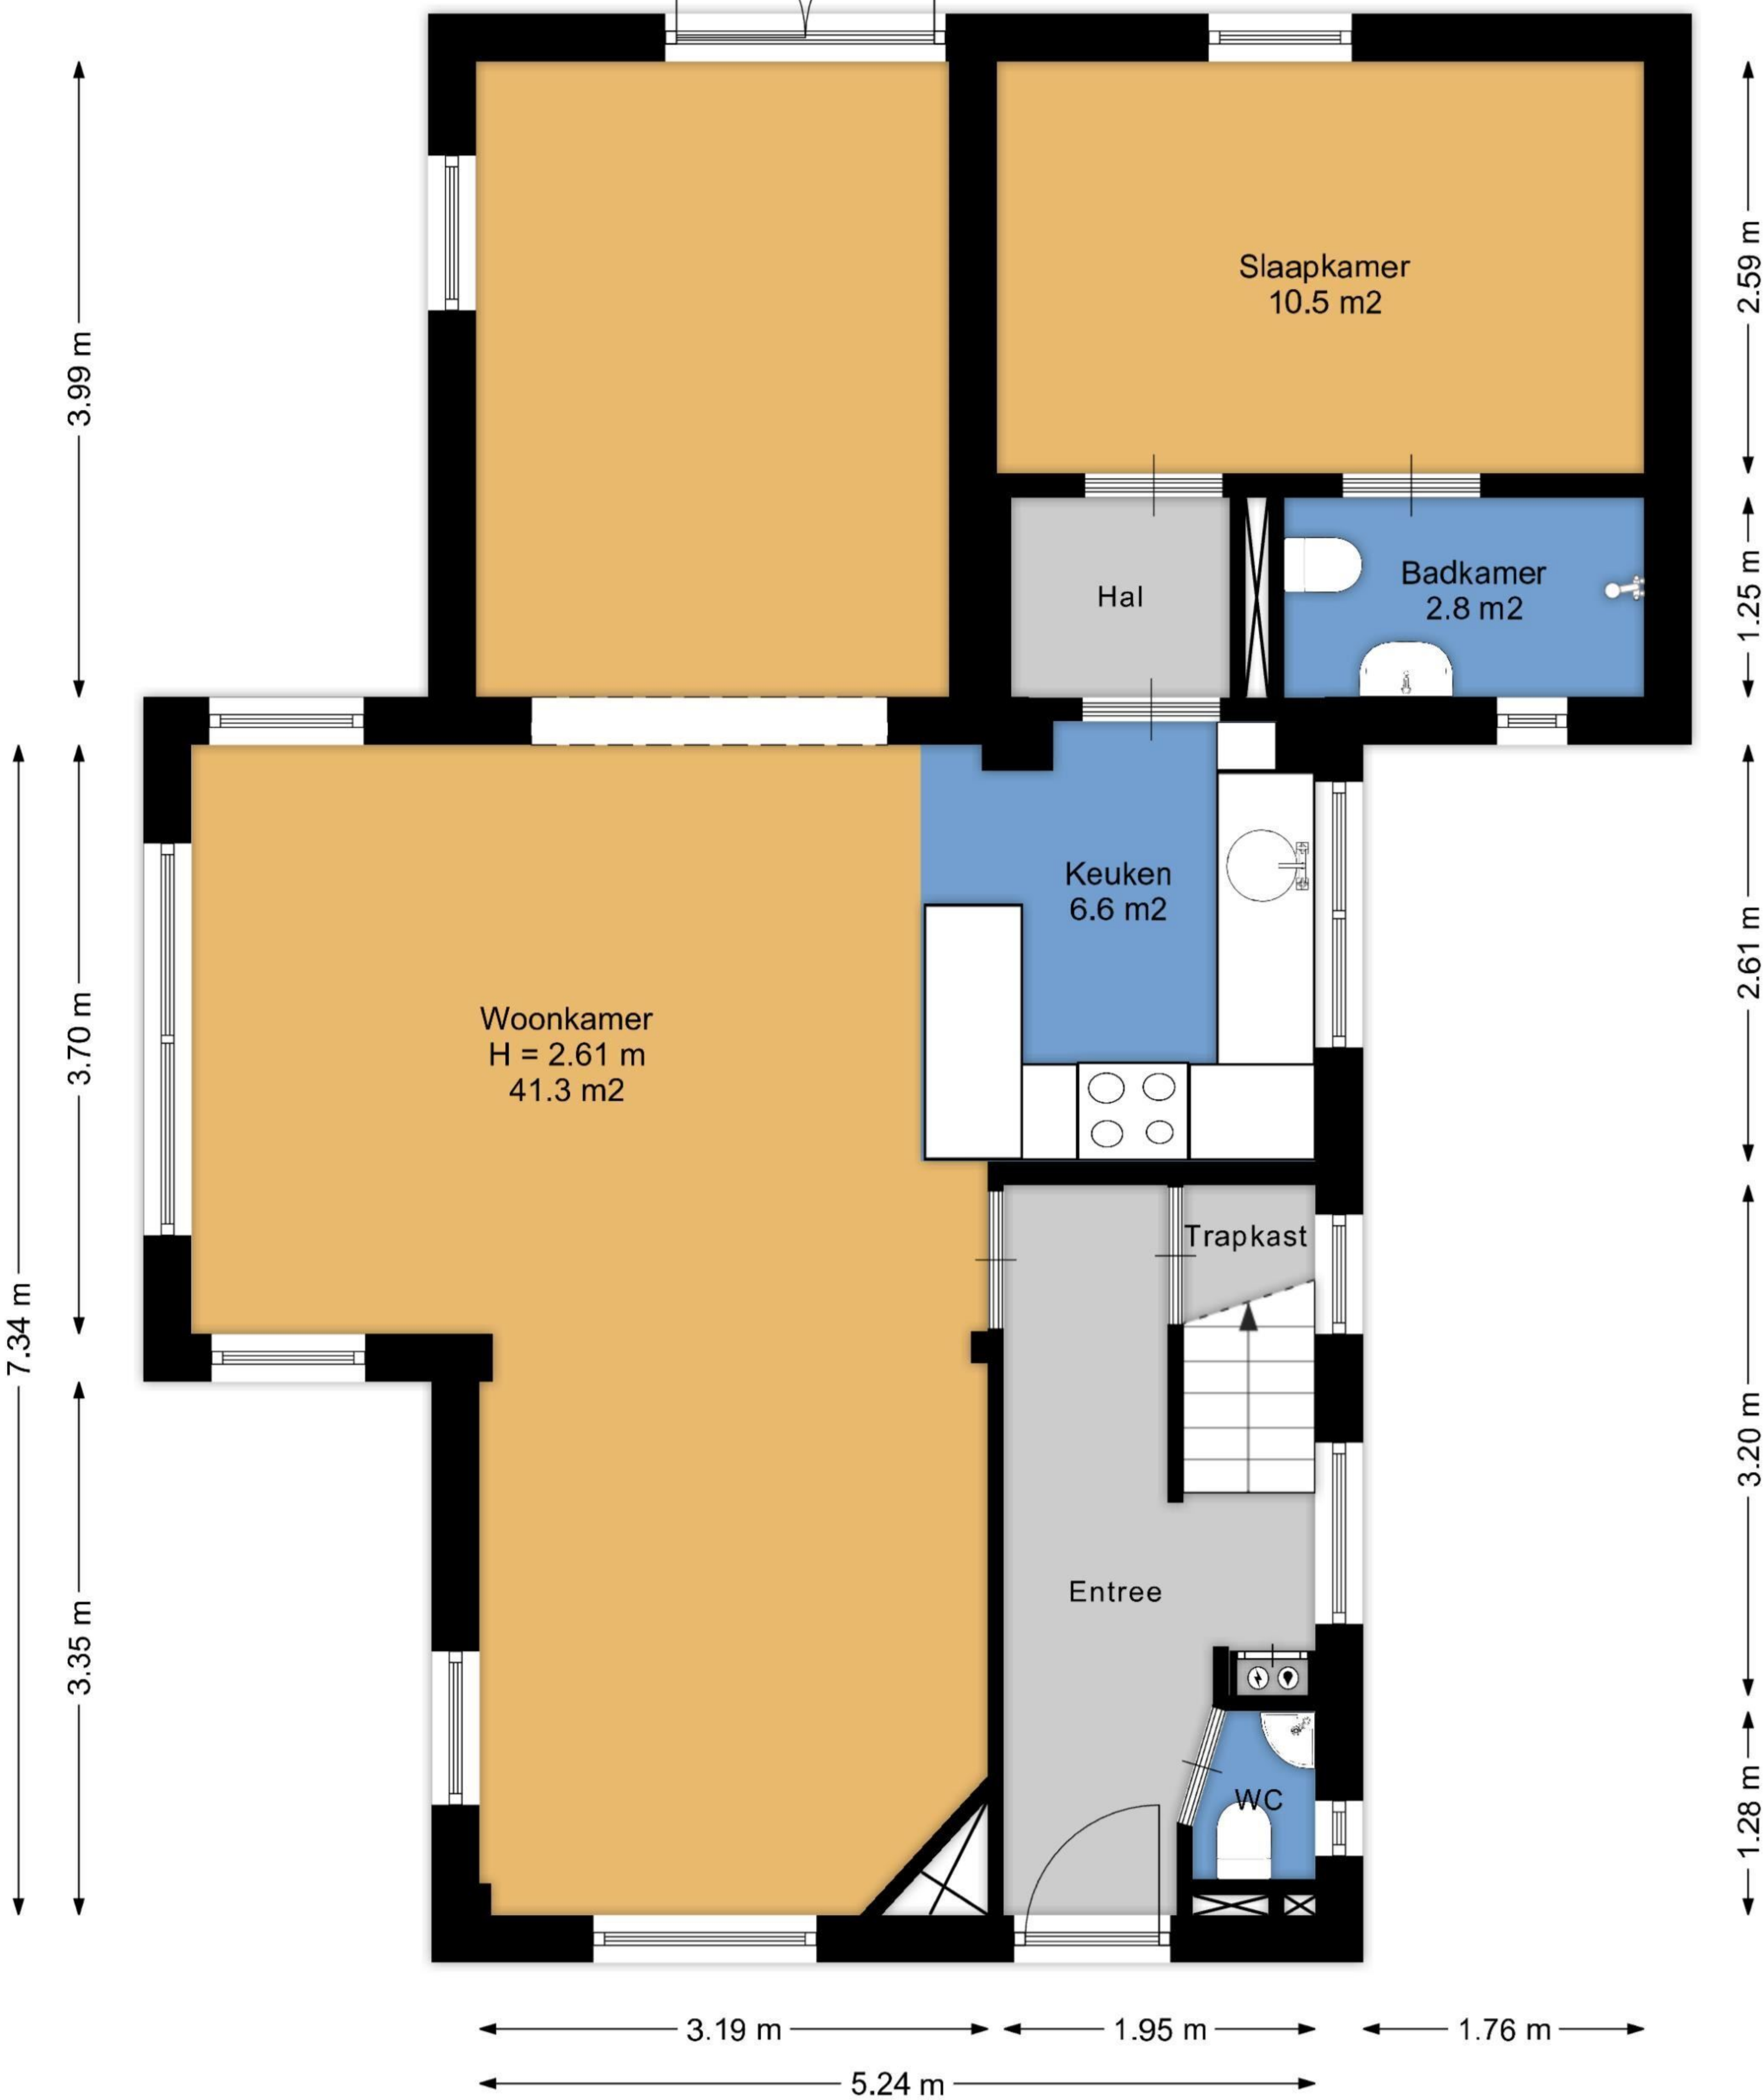 Slaapkamer
10.5 m2
2.59 m
3.99 m
Hal
Badkamer
2.8 m2
1.25 m
Keuken
6.6 m2
2.61 m
Woonkamer
H = 2.61 m
41.3 m2
3.70 m
Trapkast
7.34 m
3.20 m
Entree
3.35 m
WC
1.28 m
3.19 m
1.95 m
1.76 m
5.24 m